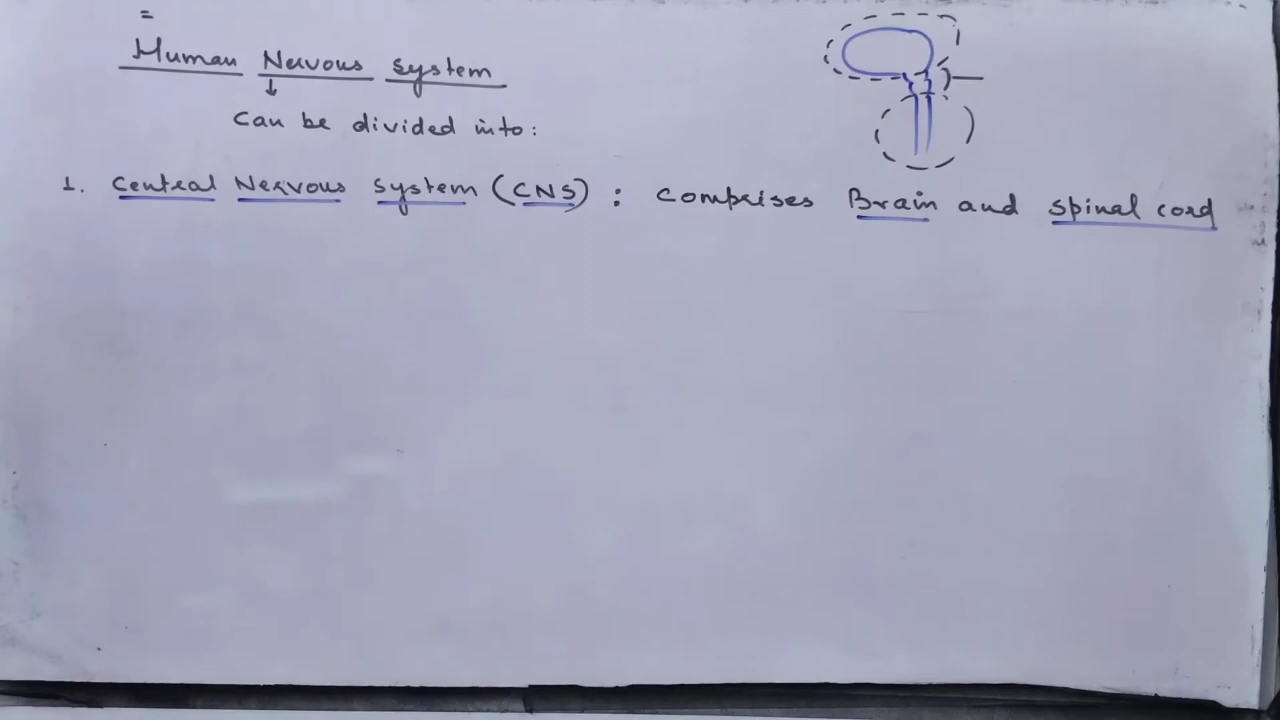 Human Nervous system
↓
can be divided into:
1. Central Nervous system (CNS) : comprises Brain and spinal cord